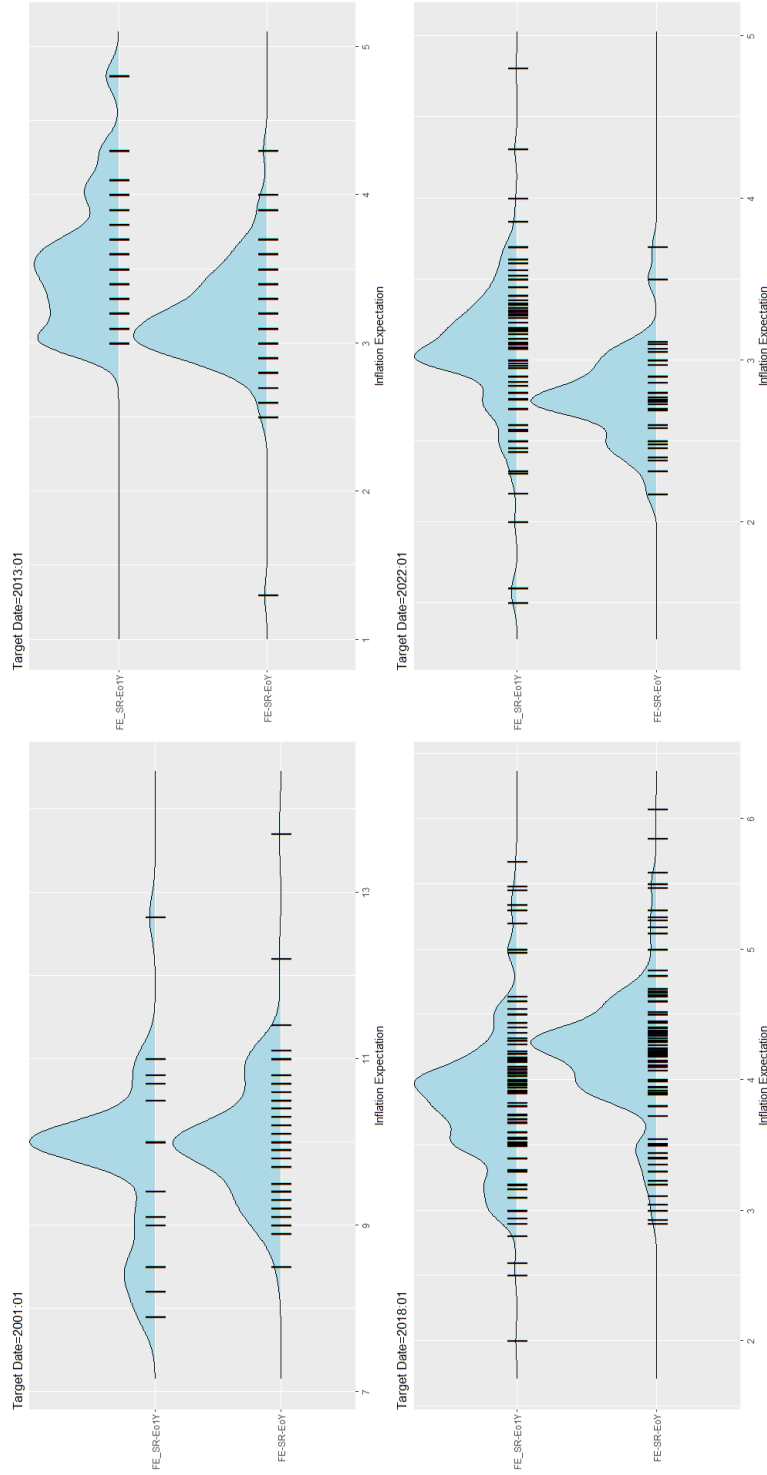 Target Date=2001:01
FE_SR-Eo1Y
FE-SR-EoY
7
9
11
13
Inflation Expectation
Target Date=2013:01
FE_SR-Eo1Y
FE-SR-EoY
1
2
3
4
5
Inflation Expectation
Target Date=2018:01
FE_SR-Eo1Y
FE-SR-EoY
2
3
4
5
6
Inflation Expectation
Target Date=2022:01
FE_SR-Eo1Y
FE-SR-EoY
2
3
4
5
Inflation Expectation